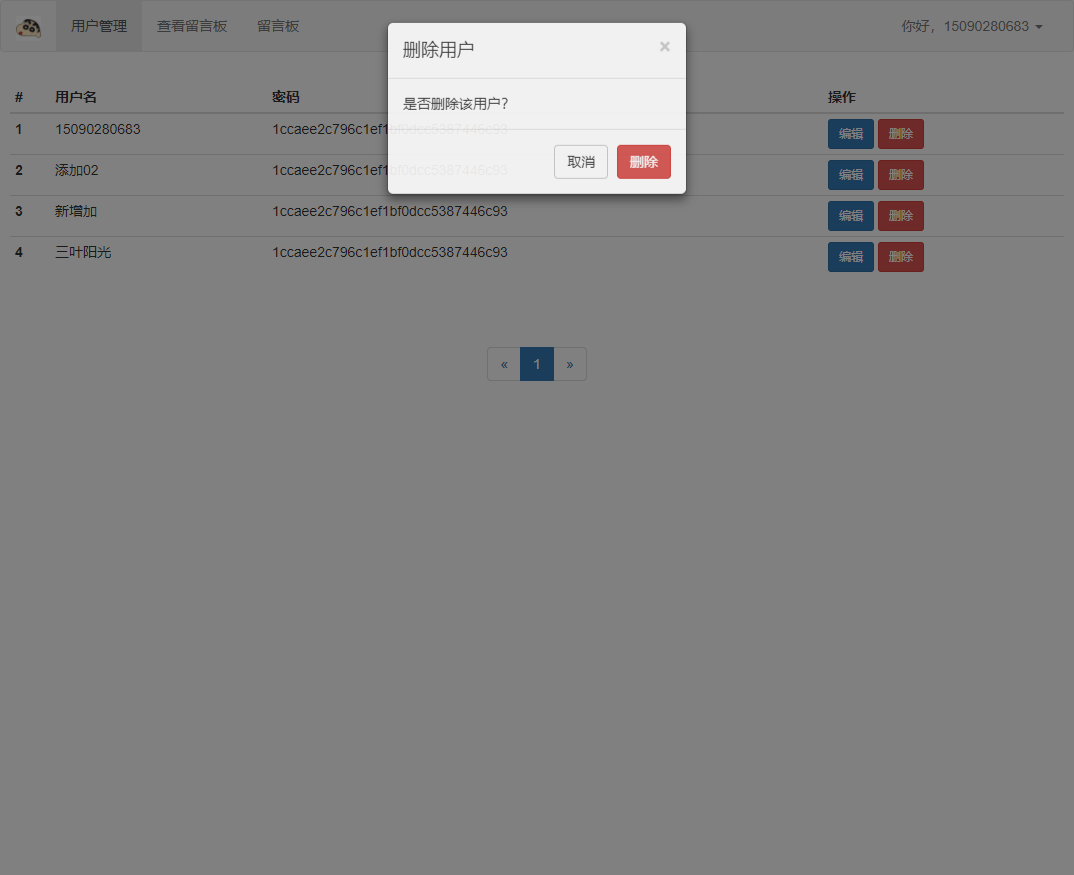 用户管理 查看留言板 留言板 你好，15090280683
删除用户 ×
是否删除该用户？
取消 删除
# 用户名 密码 操作
1 15090280683 1ccaee2c796c1ef1bf0dcc5387446c93 编辑 删除
2 添加02 1ccaee2c796c1ef1bf0dcc5387446c93 编辑 删除
3 新增加 1ccaee2c796c1ef1bf0dcc5387446c93 编辑 删除
4 三叶阳光 1ccaee2c796c1ef1bf0dcc5387446c93 编辑 删除
« 1 »